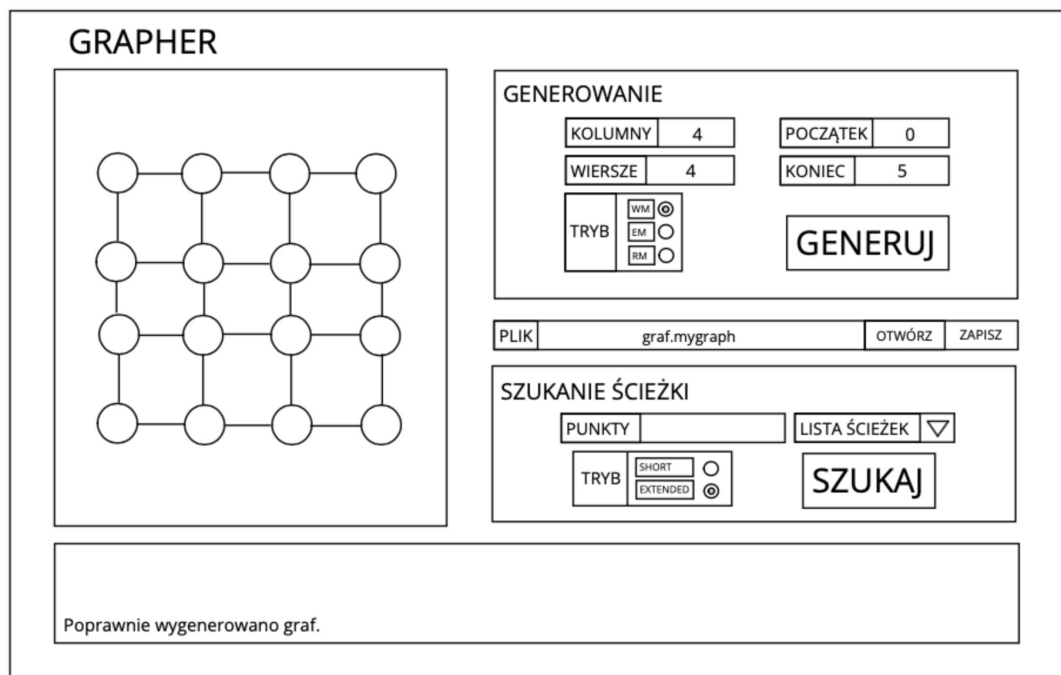 GRAPHER
GENEROWANIE
KOLUMNY 4
POCZĄTEK 0
WIERSZE 4
KONIEC 5
TRYB
WM
EM
RM
GENERUJ
PLIK graf.mygraph OTWÓRZ ZAPISZ
SZUKANIE ŚCIEŻKI
PUNKTY
LISTA ŚCIEŻEK
TRYB
SHORT
EXTENDED
SZUKAJ
Poprawnie wygenerowano graf.